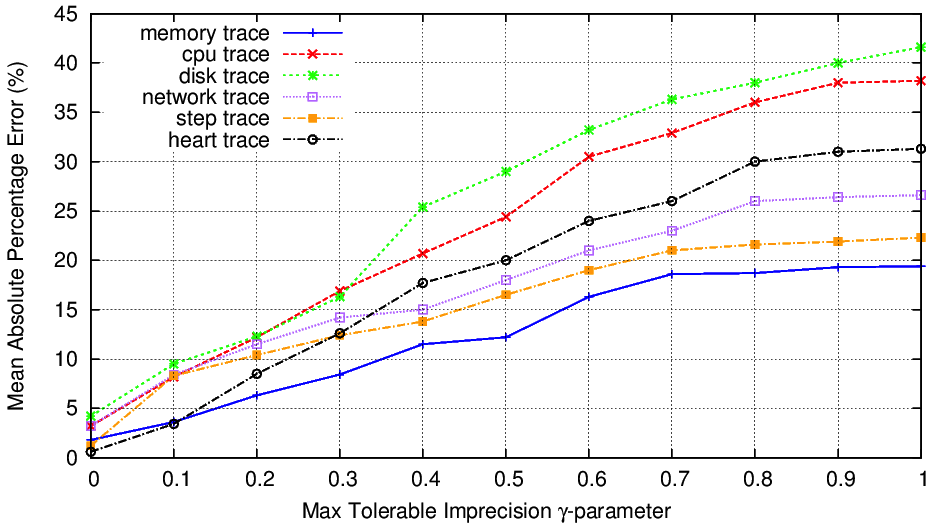 45
40
35
30
25
20
15
10
5
0
Mean Absolute Percentage Error (%)
memory trace
cpu trace
disk trace
network trace
step trace
heart trace
0 0.1 0.2 0.3 0.4 0.5 0.6 0.7 0.8 0.9 1
Max Tolerable Imprecision γ-parameter